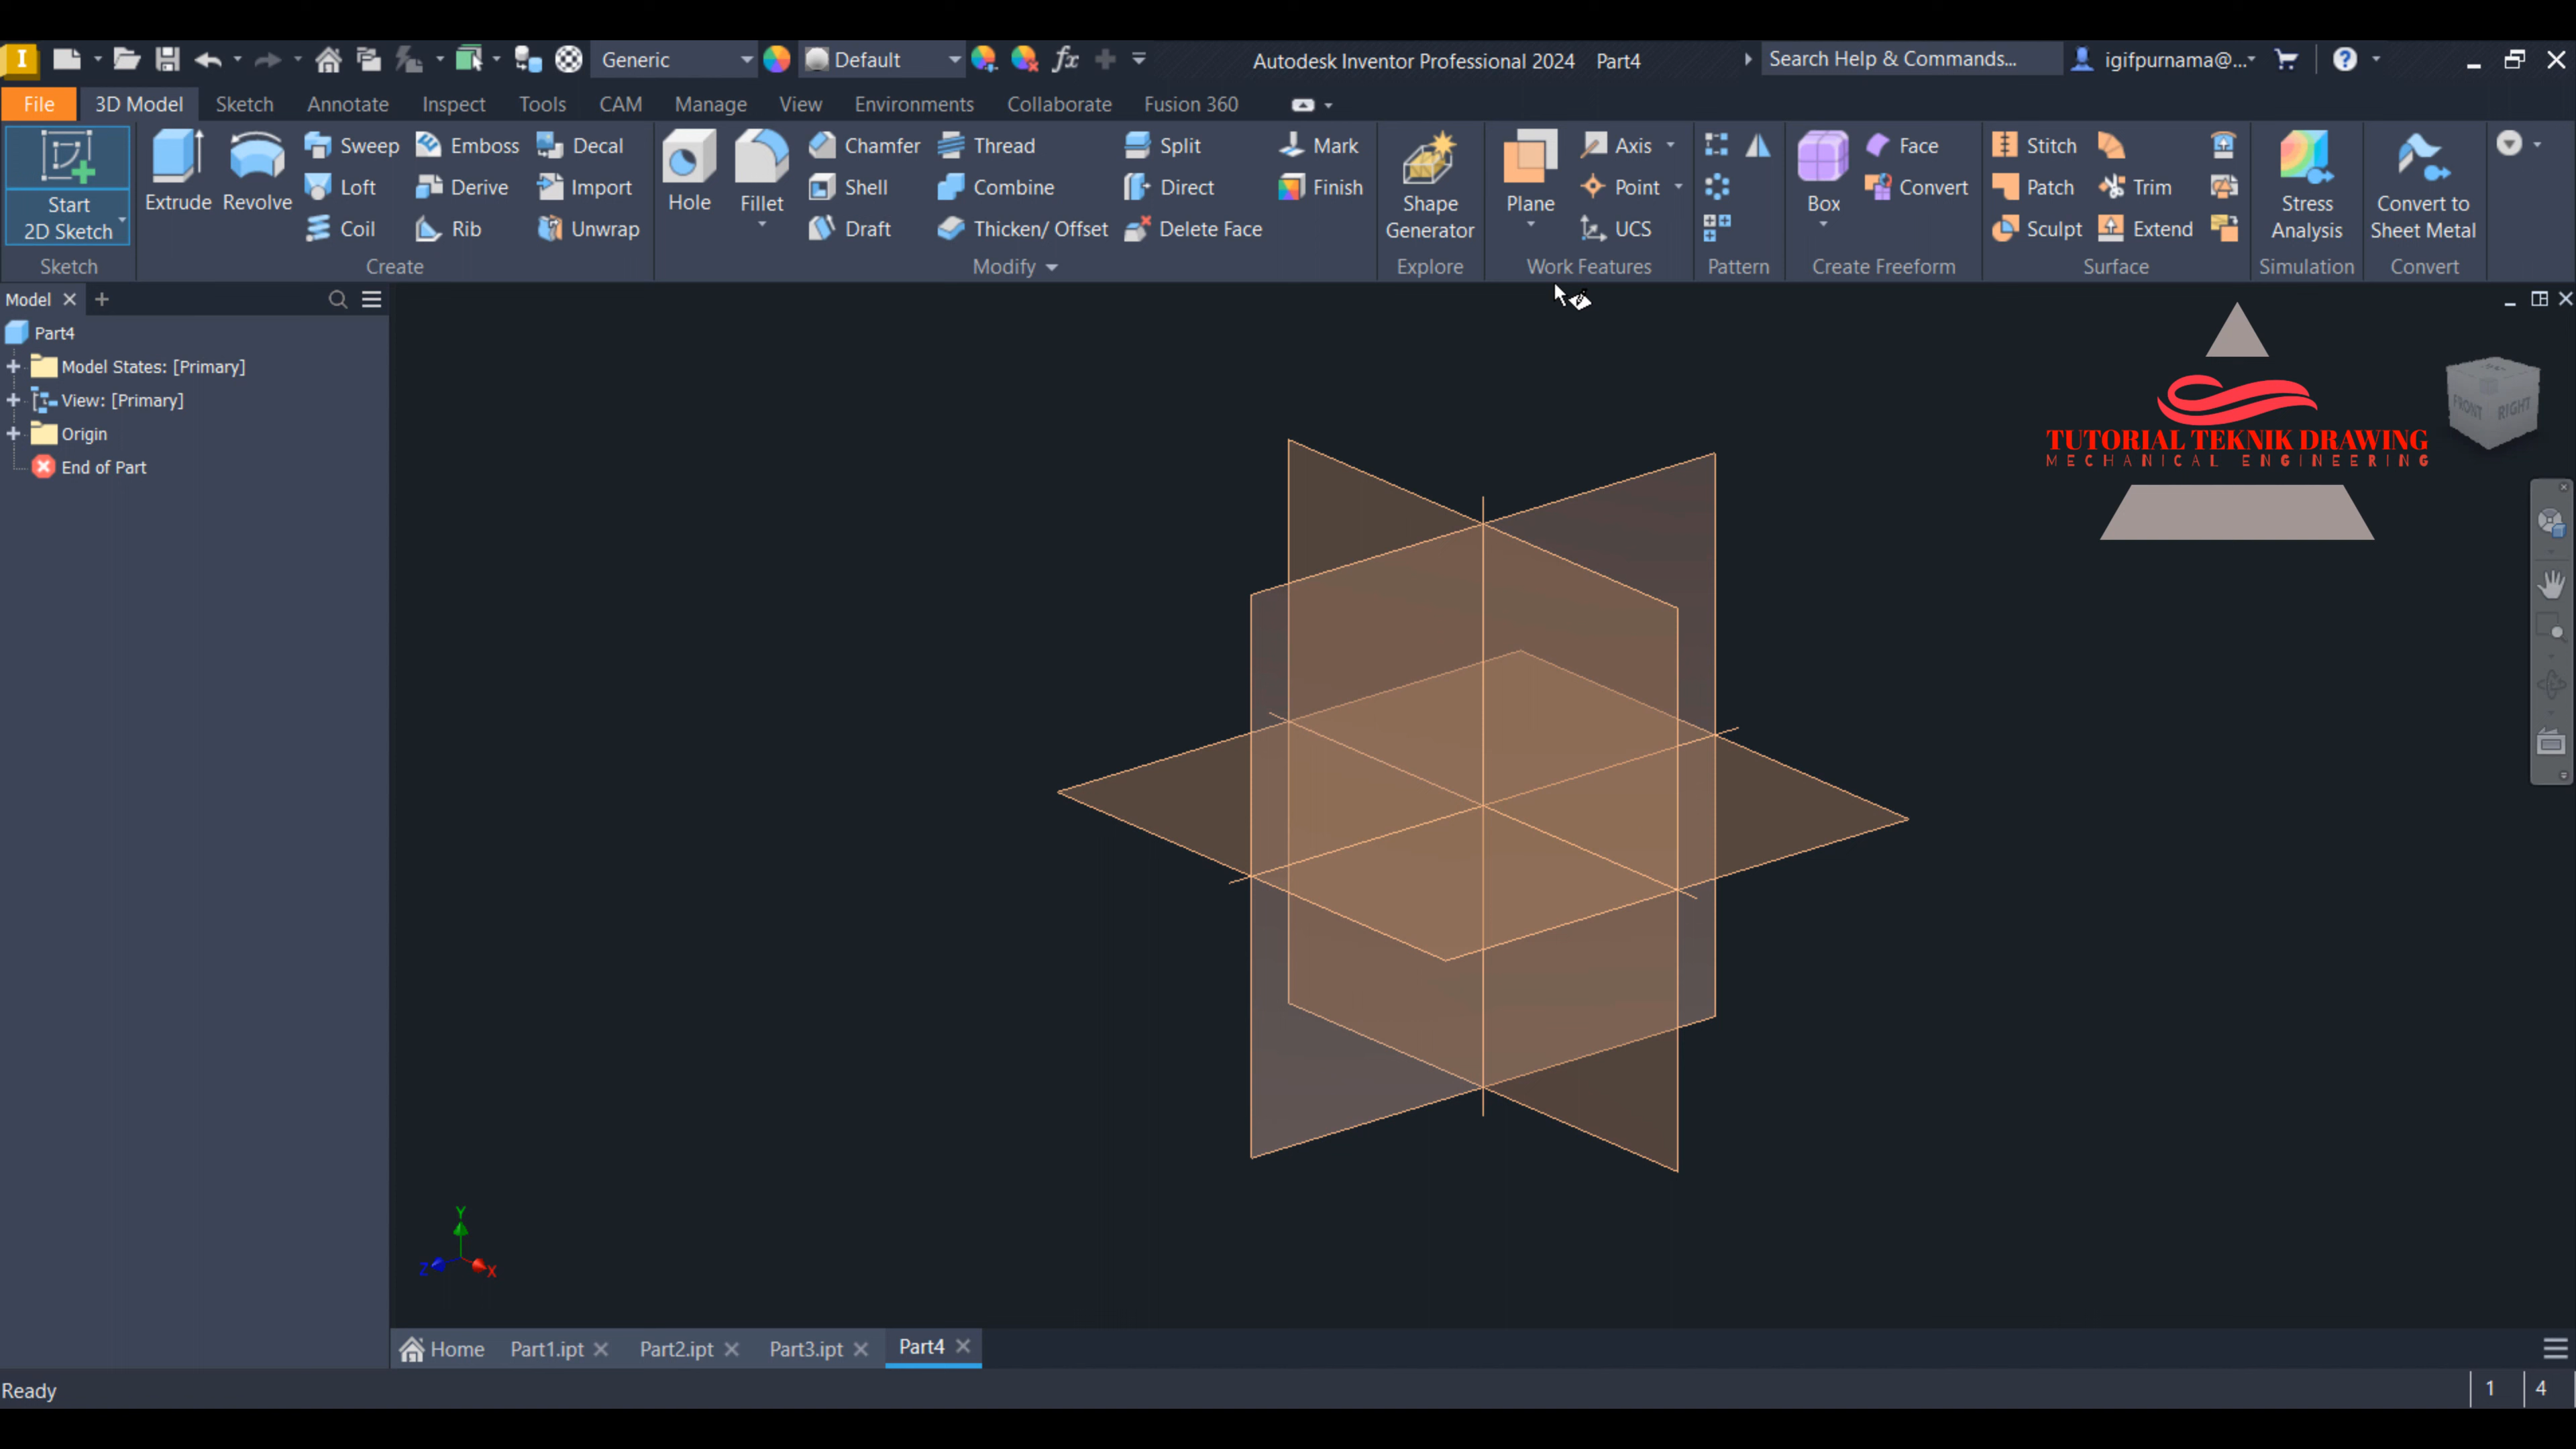 I Generic Default fx Autodesk Inventor Professional 2024 Part4 Search Help & Commands... igifpurnama@...
File 3D Model Sketch Annotate Inspect Tools CAM Manage View Environments Collaborate Fusion 360
Start
2D Sketch
Sketch
Extrude Revolve
Sweep Emboss Decal
Loft Derive Import
Coil Rib Unwrap
Create
Hole Fillet
Chamfer Thread Split Mark
Shell Combine Direct Finish
Draft Thicken/ Offset Delete Face
Modify
Shape
Generator
Explore
Plane
Axis
Point
UCS
Work Features
Pattern
Box
Face
Convert
Create Freeform
Stitch
Patch Trim
Sculpt Extend
Surface
Stress
Analysis
Simulation
Convert to
Sheet Metal
Convert
Model
Part4
Model States: [Primary]
View: [Primary]
Origin
End of Part
TUTORIAL TEKNIK DRAWING
MECHANICAL ENGINEERING
FRONT RIGHT
Y
Z X
Home Part1.ipt Part2.ipt Part3.ipt Part4
Ready 1 4